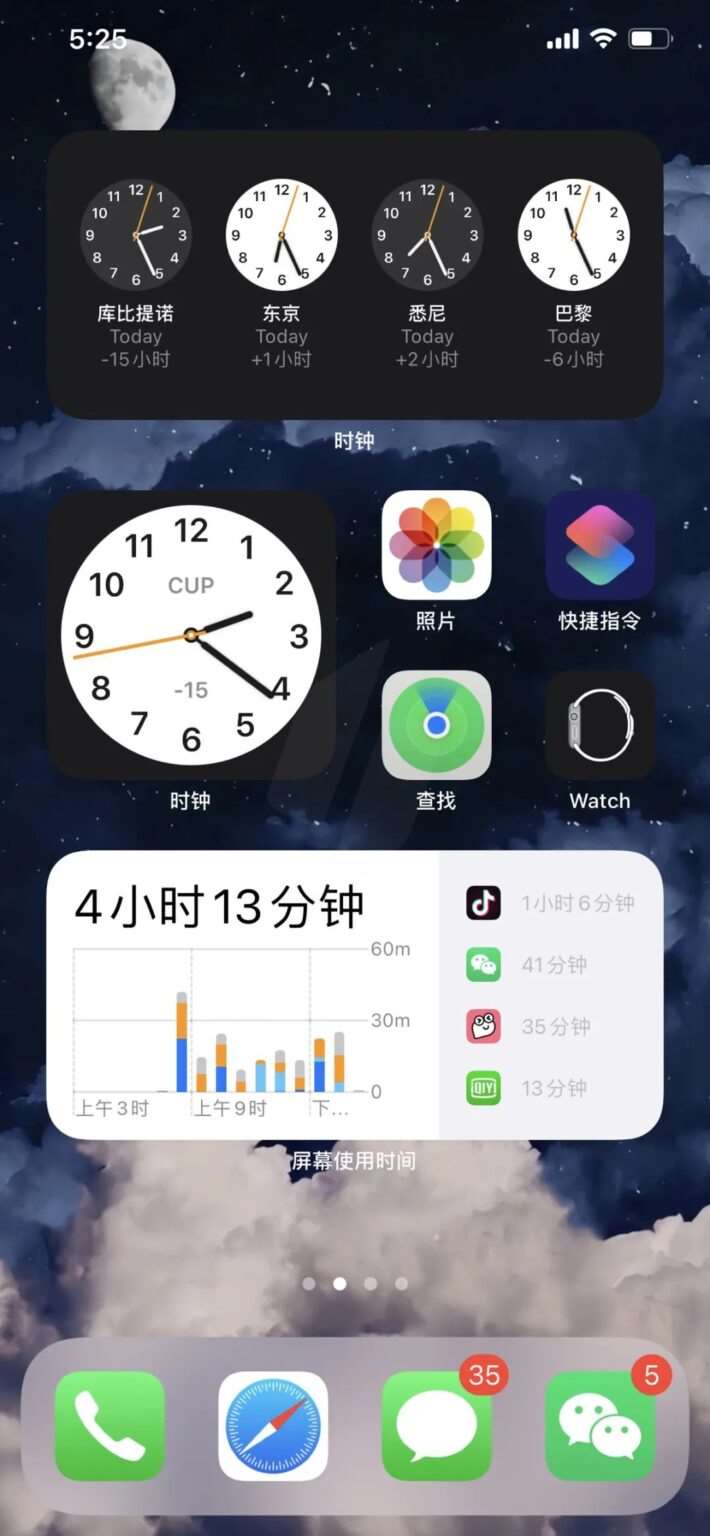 5:25
12 1 2 3 4 5 6 7 8 9 10 11
12 1 2 3 4 5 6 7 8 9 10 11
12 1 2 3 4 5 6 7 8 9 10 11
12 1 2 3 4 5 6 7 8 9 10 11
库比提诺 东京 悉尼 巴黎
Today Today Today Today
-15小时 +1小时 +2小时 -6小时
时钟
12 1 2 3 4 5 6 7 8 9 10 11
CUP
-15
照片 快捷指令
时钟 查找 Watch
4小时13分钟
60m
30m
0
上午3时 上午9时 下...
1小时6分钟
41分钟
35分钟
QIY 13分钟
屏幕使用时间
35 5